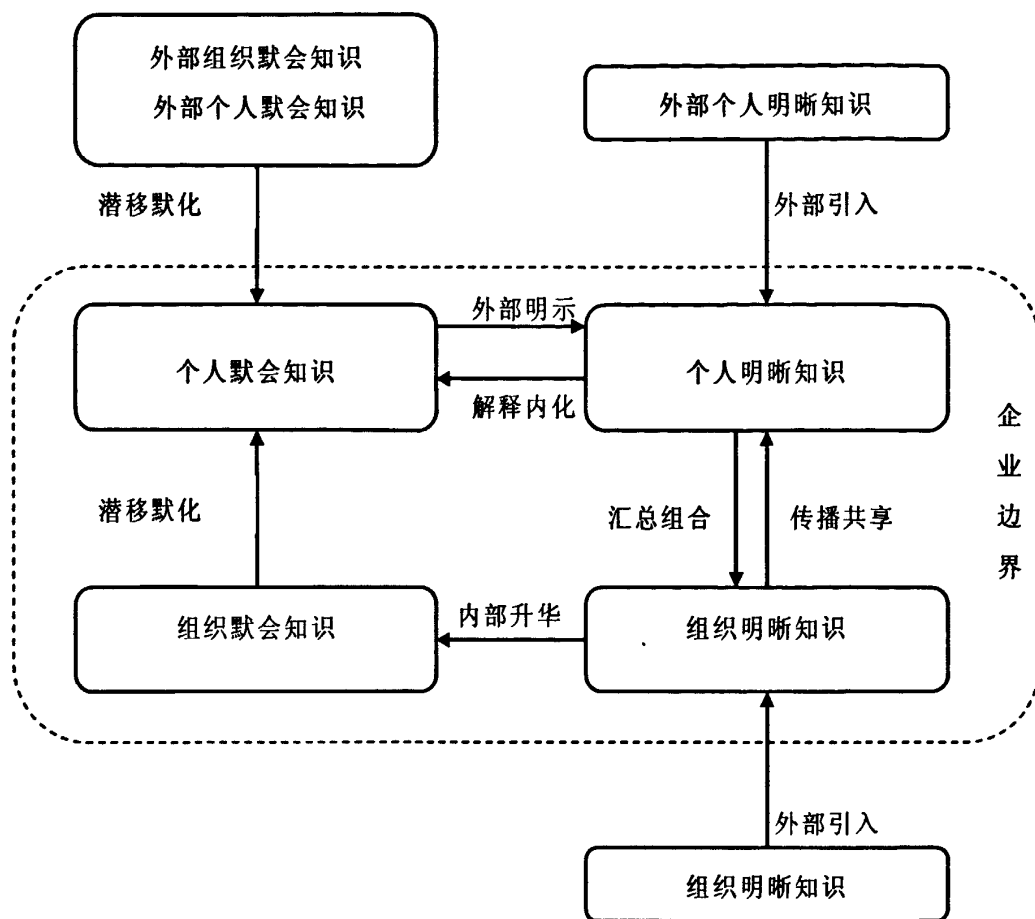 外部组织默会知识
外部个人默会知识
外部个人明晰知识
潜移默化
外部引入
外部明示
个人默会知识
个人明晰知识
解释内化
企
业
边
界
潜移默化
汇总组合
传播共享
内部升华
组织默会知识
组织明晰知识
外部引入
组织明晰知识